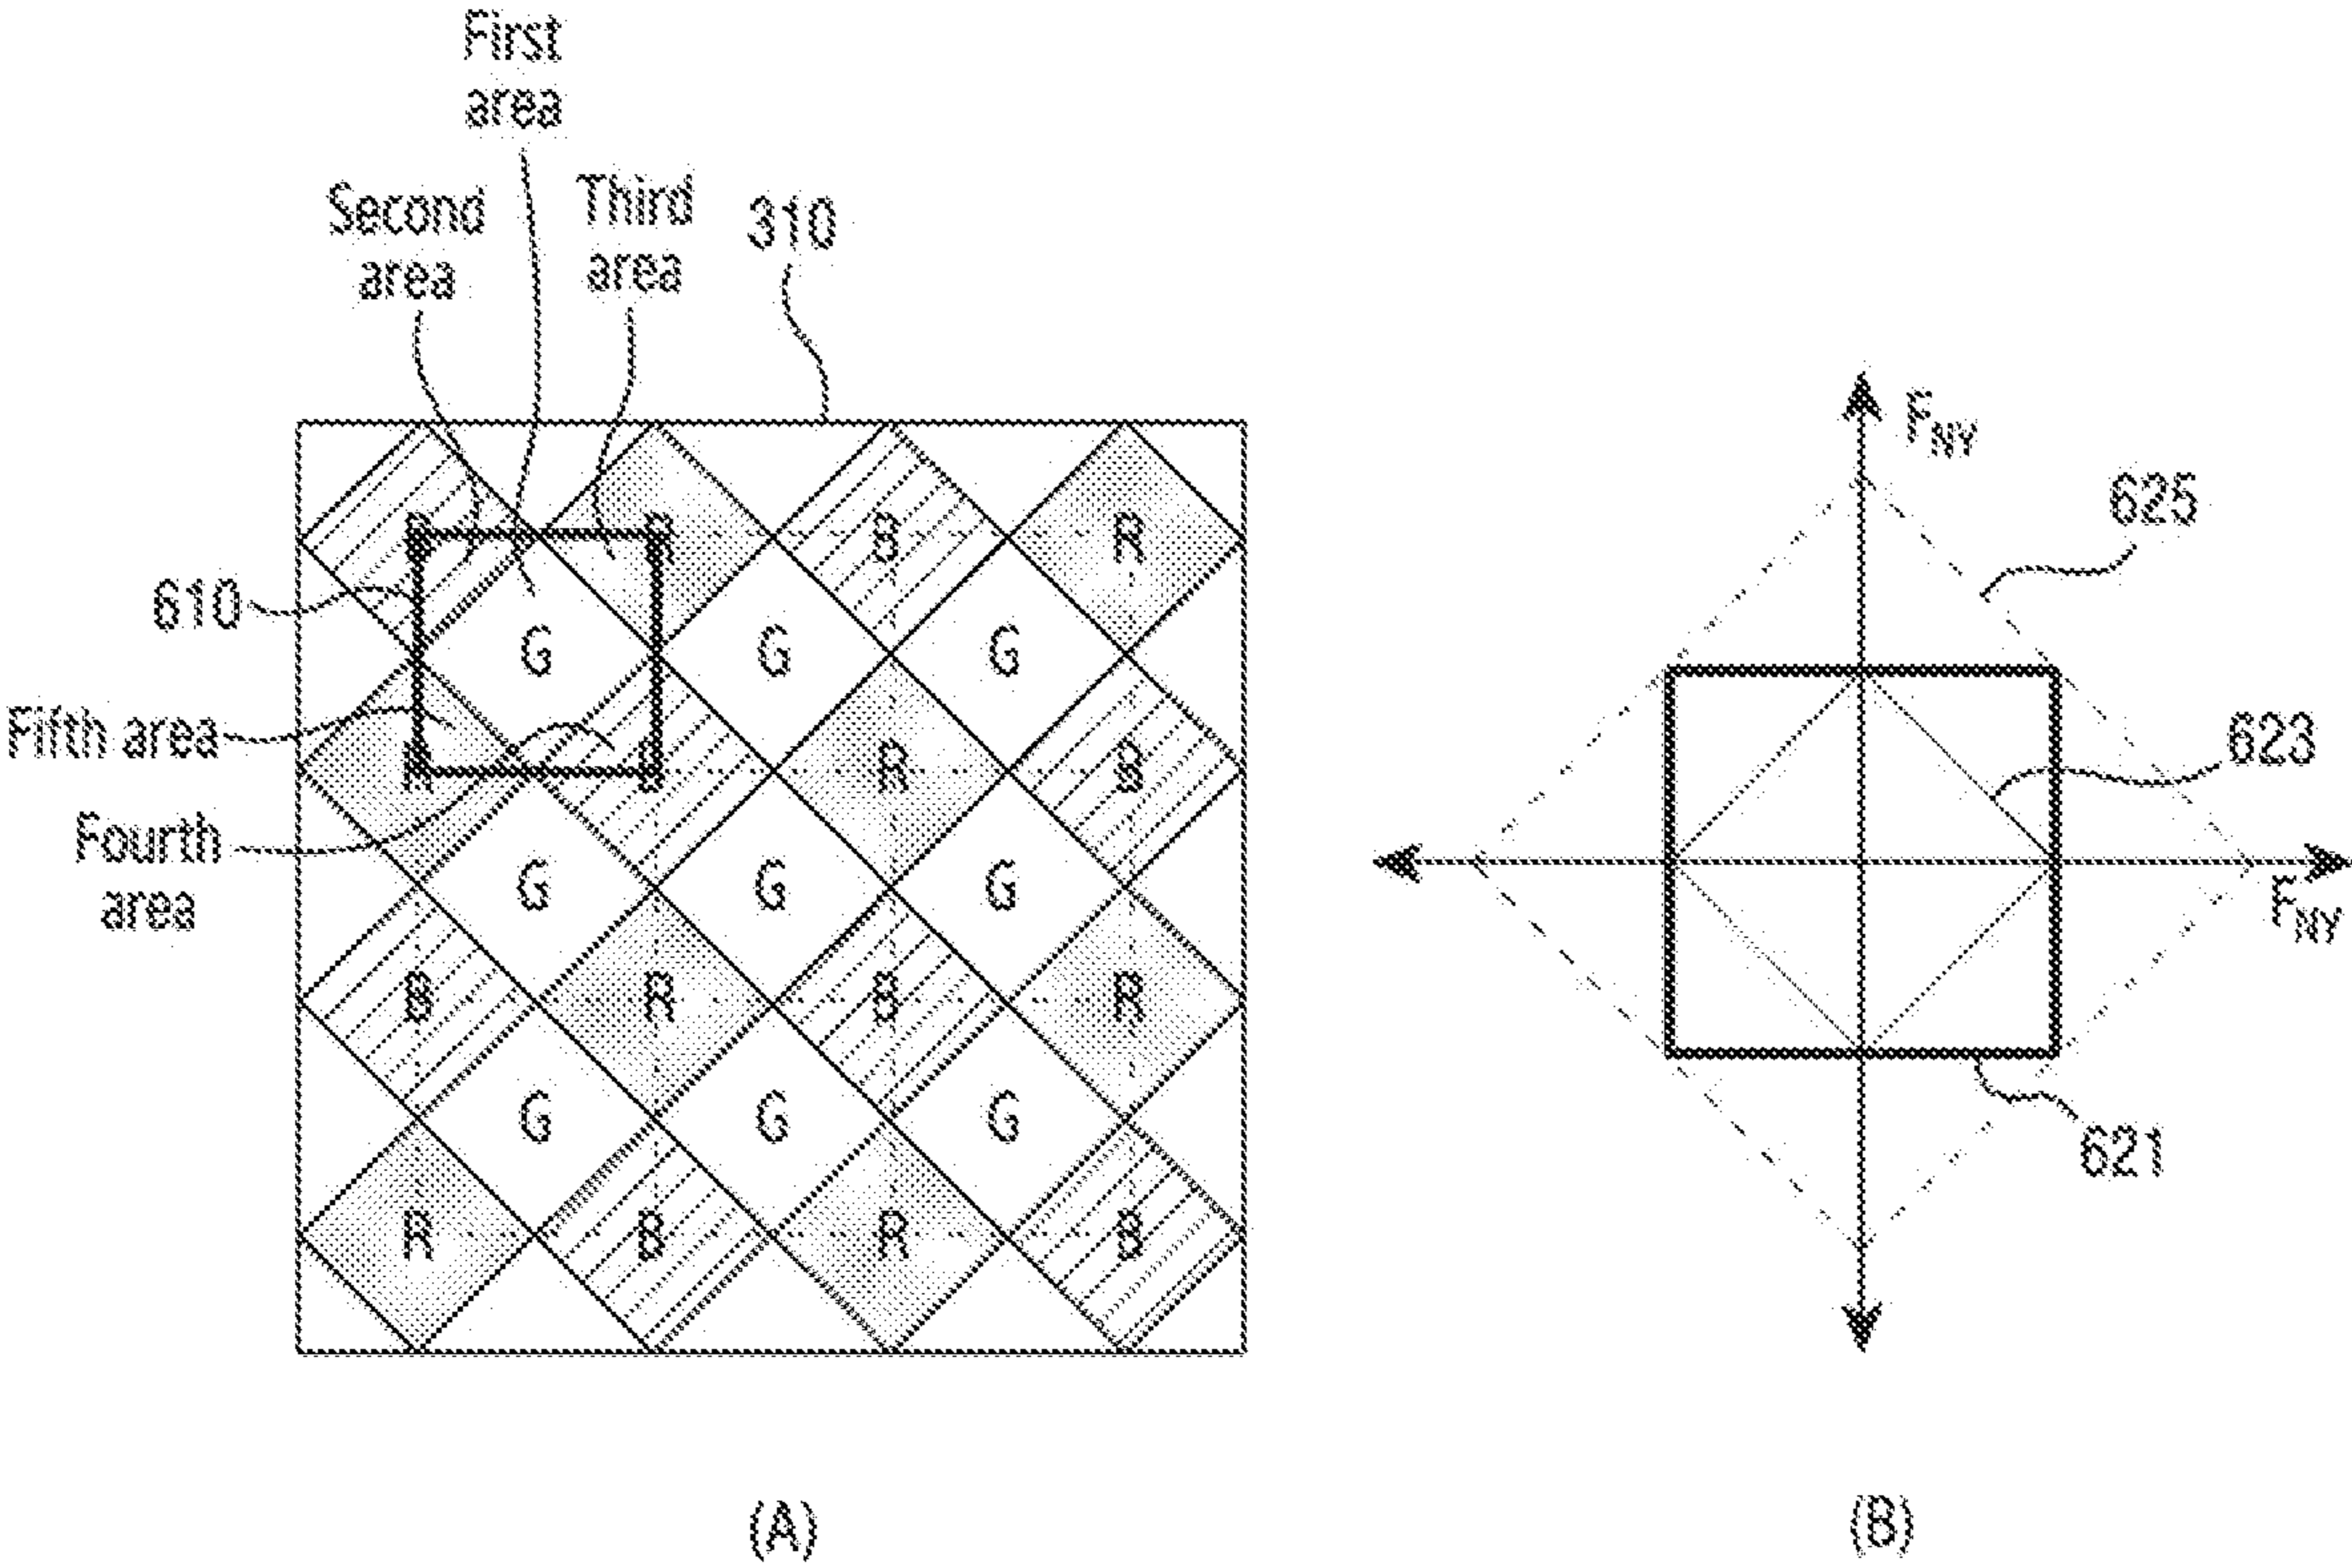 First
area
Second
area
Third
area
310
610
B R B R
G G G
Fifth area
R B R B
Fourth
area
G G G
B R B R
G G G
R B R B
(A)
F_NY
625
623
F_NY
621
(B)